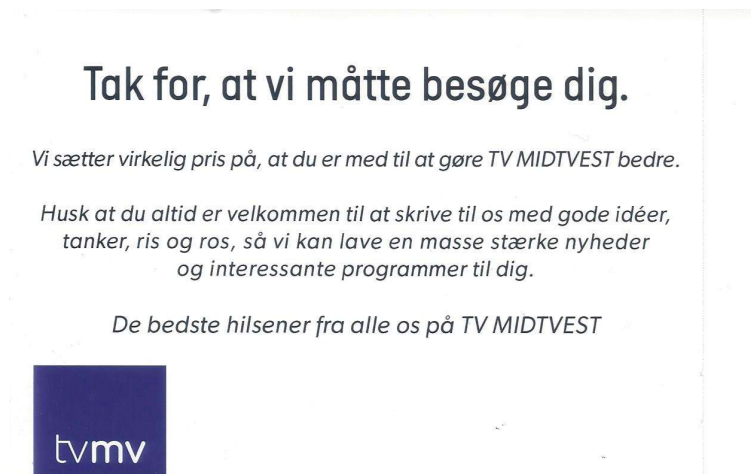 Tak for, at vi måtte besøge dig.
Vi sætter virkelig pris på, at du er med til at gøre TV MIDTVEST bedre.
Husk at du altid er velkommen til at skrive til os med gode idéer,
tanker, ris og ros, så vi kan lave en masse stærke nyheder
og interessante programmer til dig.
De bedste hilsener fra alle os på TV MIDTVEST
tvmv